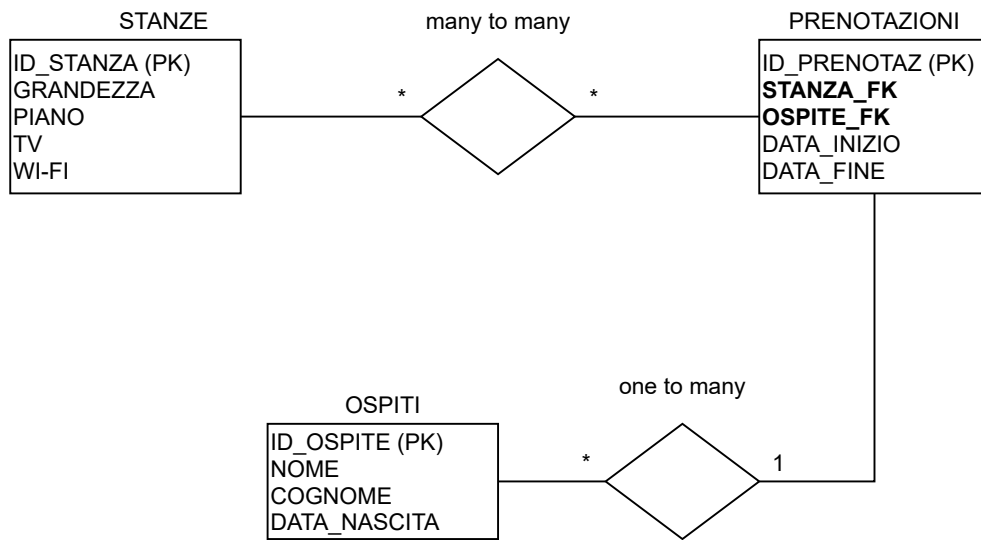 STANZE
many to many
PRENOTAZIONI
ID_STANZA (PK)
GRANDEZZA
PIANO
TV
WI-FI
*
*
ID_PRENOTAZ (PK)
STANZA_FK
OSPITE_FK
DATA_INIZIO
DATA_FINE
OSPITI
one to many
ID_OSPITE (PK)
NOME
COGNOME
DATA_NASCITA
*
1